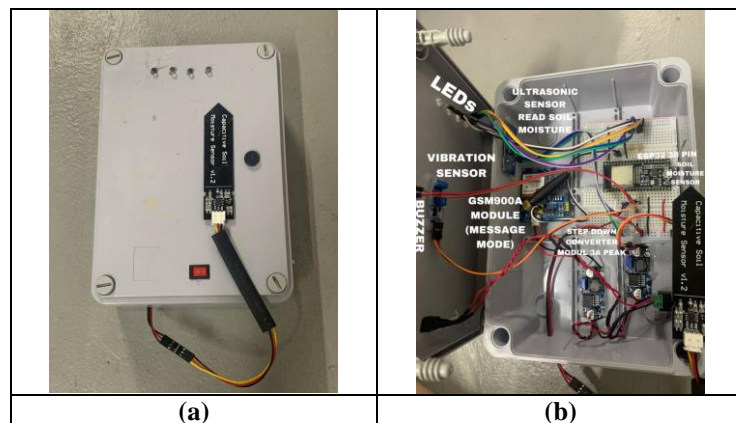 Capacitive Soil
Moisture Sensor v1.2
LEDs
ULTRASONIC
SENSOR
READ SOIL
MOISTURE
VIBRATION
SENSOR
BUZZER
GSM900A
MODULE
(MESSAGE
MODE)
ESP32 38 PIN
SOIL
MOISTURE
SENSOR
STEP DOWN
CONVERTER
MODUL 3A PEAK
Capacitive Soil
Moisture Sensor v1.2
(a)
(b)